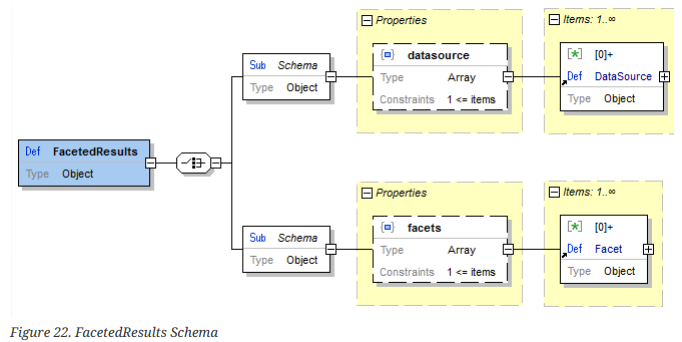 Properties
Items: 1..∞
datasource
[*] [0]+
Sub Schema
Def DataSource
Type Array
Type Object
Constraints 1 <= items
Type Object
Def FacetedResults
Type Object
Properties
Items: 1..∞
facets
[*] [0]+
Sub Schema
Def Facet
Type Array
Type Object
Constraints 1 <= items
Type Object
Figure 22. FacetedResults Schema